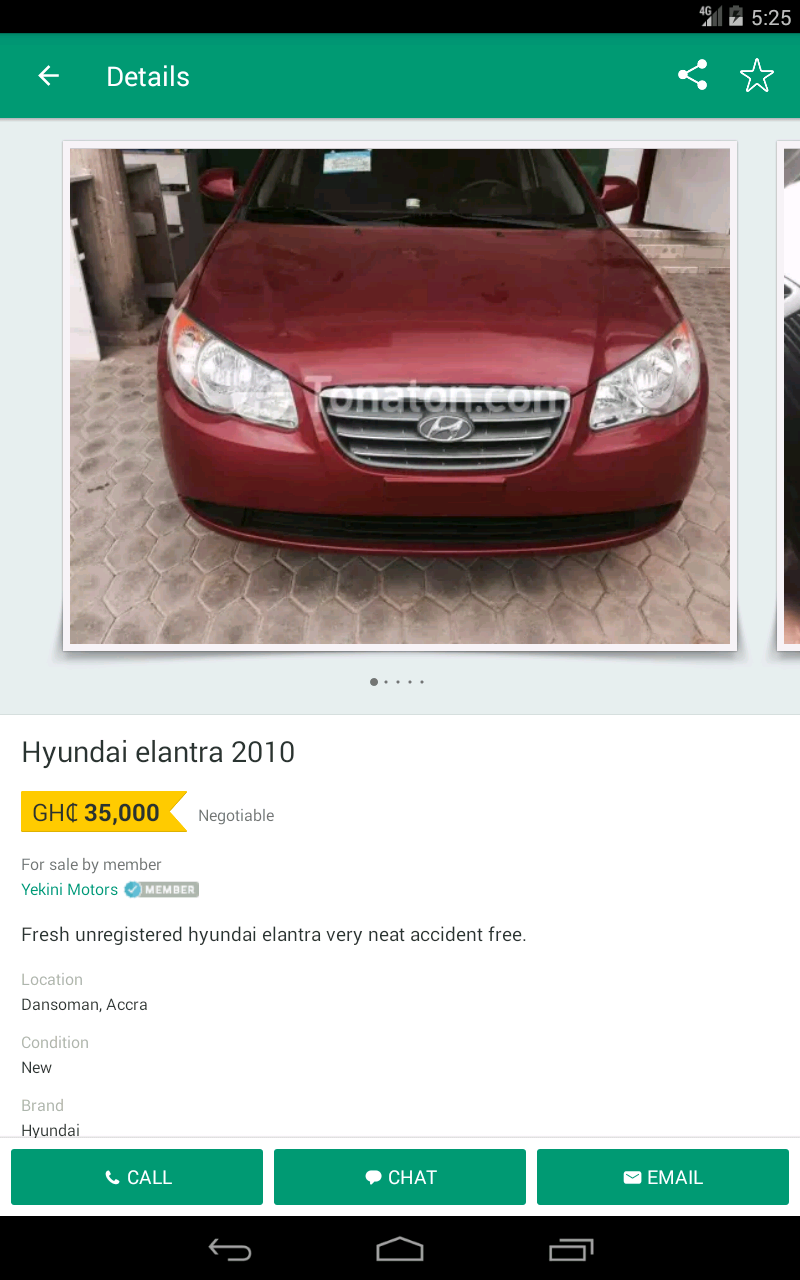 4G
5:25
Details
Tonaton.com
Hyundai elantra 2010
GH₵ 35,000
Negotiable
For sale by member
Yekini Motors
MEMBER
Fresh unregistered hyundai elantra very neat accident free.
Location
Dansoman, Accra
Condition
New
Brand
Hyundai
CALL
CHAT
EMAIL